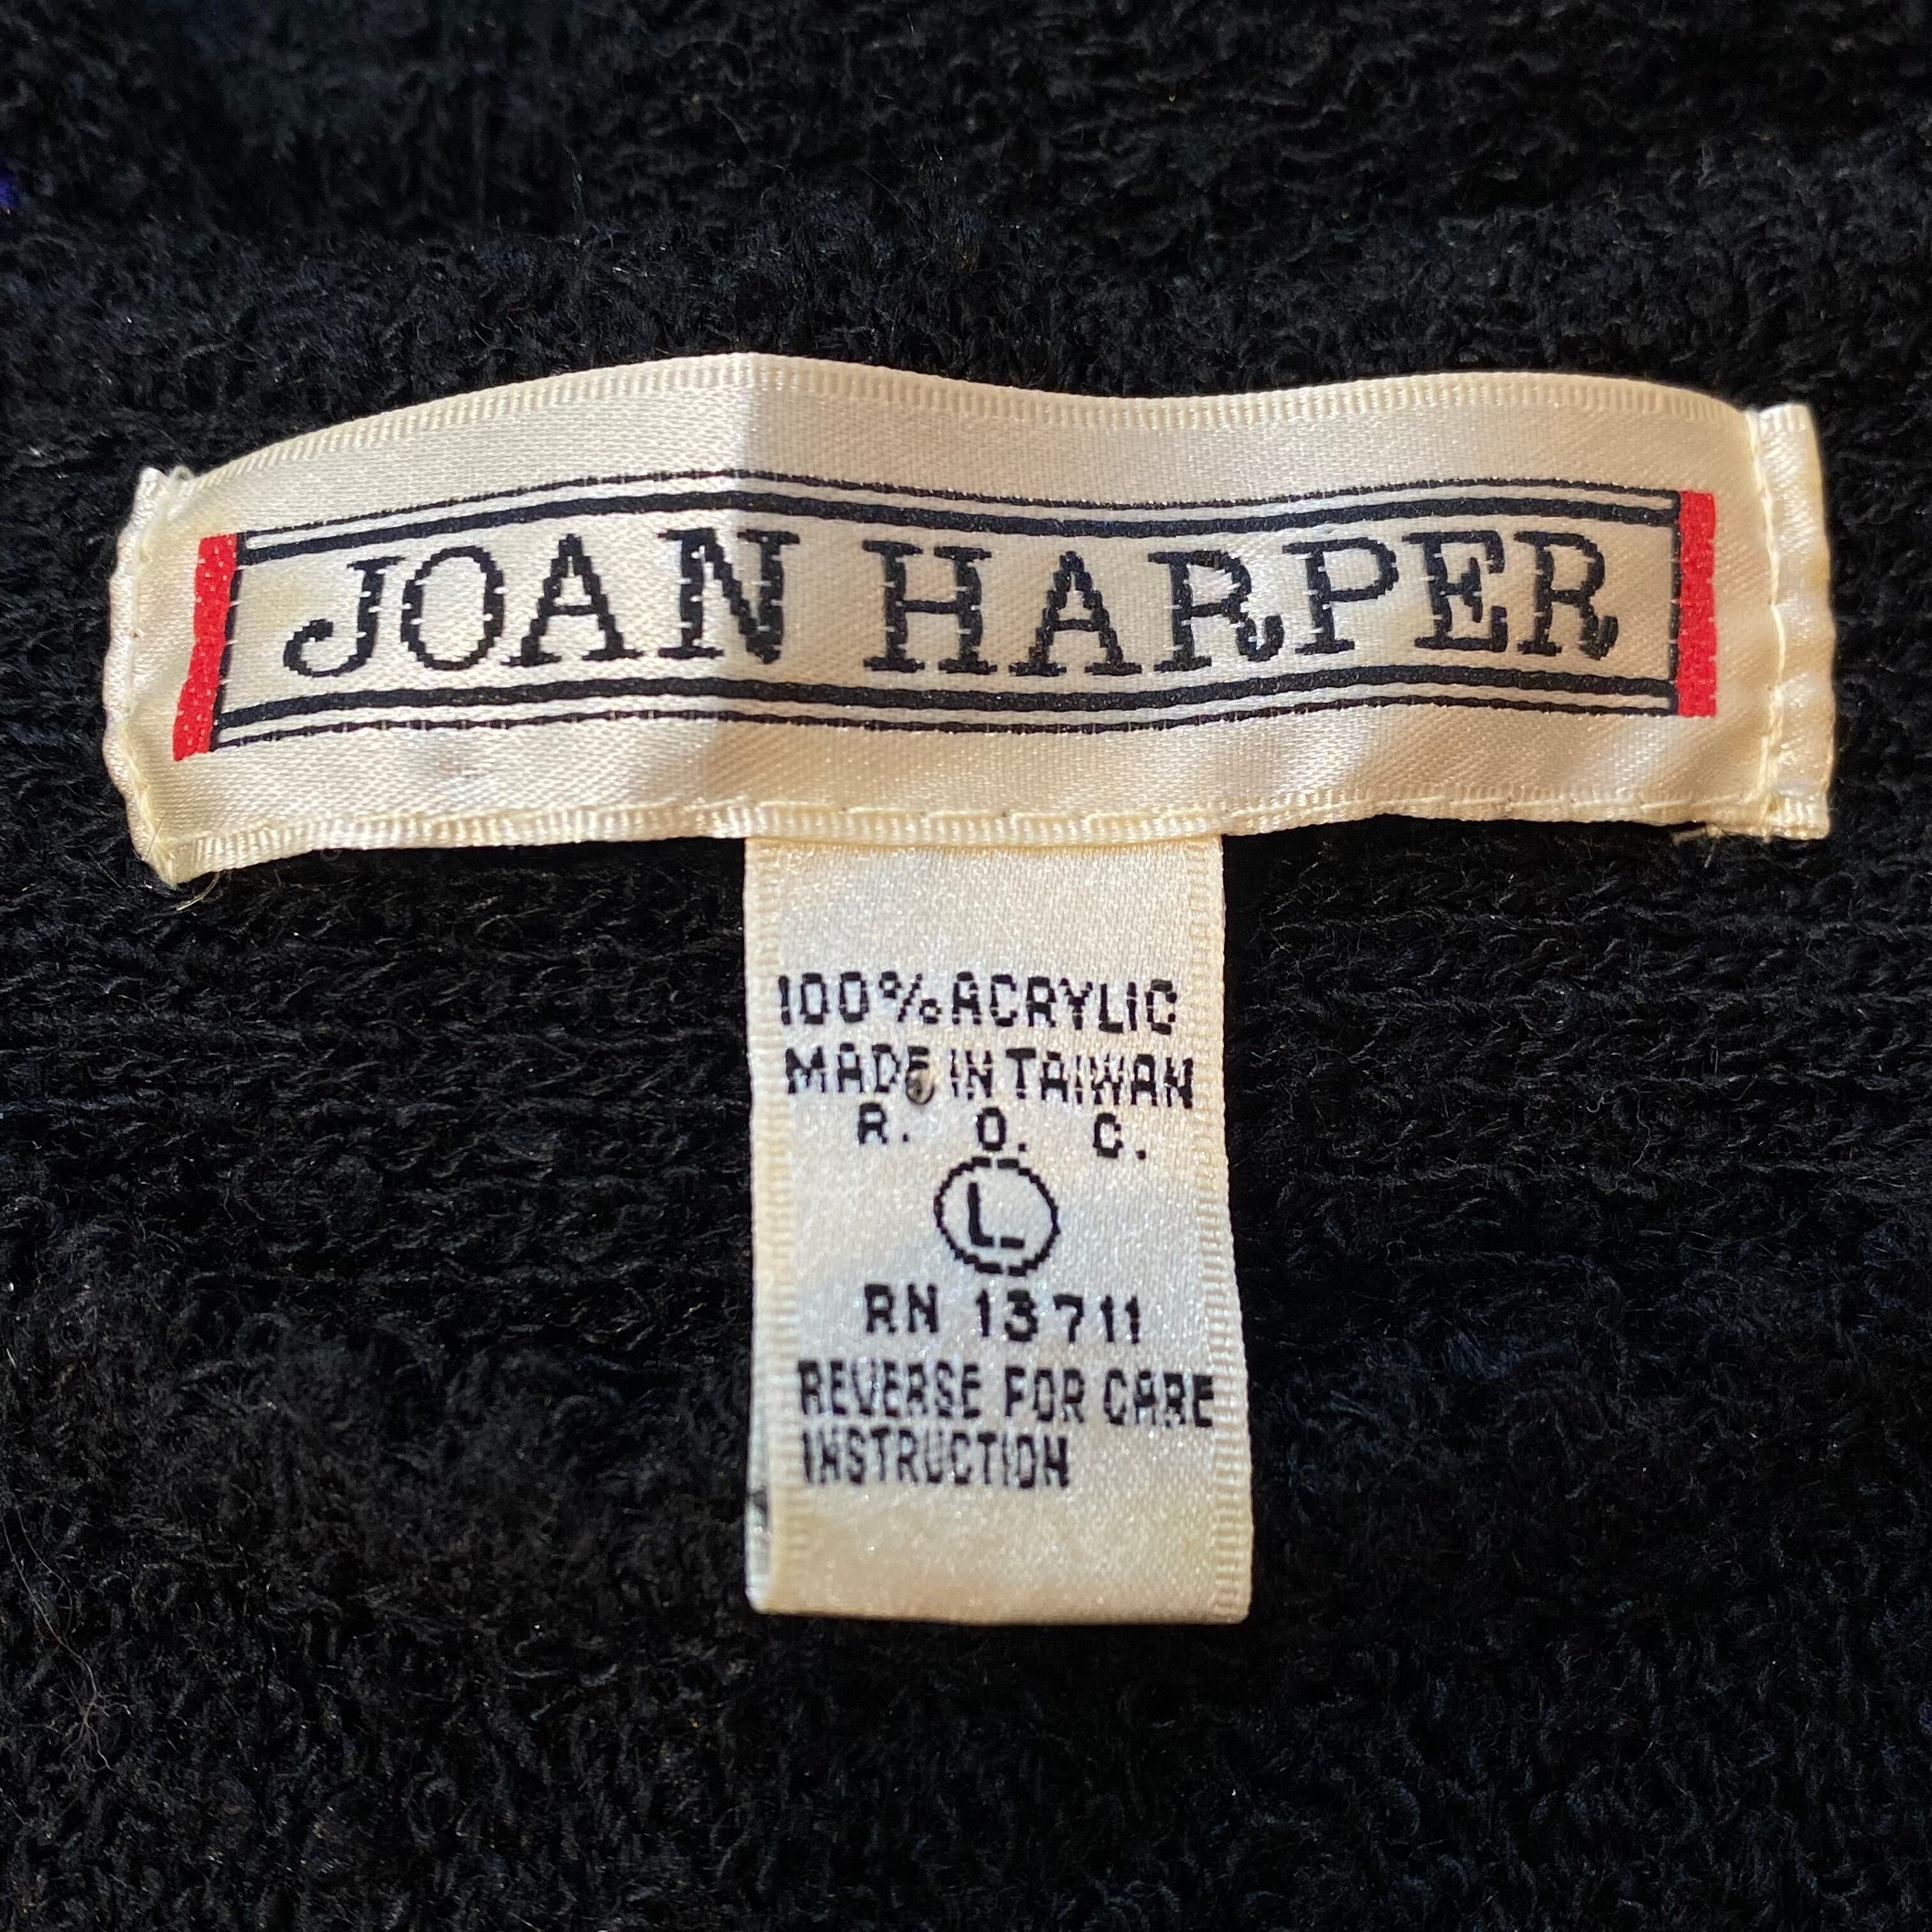 JOAN HARPER
100% ACRYLIC
MADE IN TAIWAN
R. O. C.
L
RN 13711
REVERSE FOR CARE
INSTRUCTION